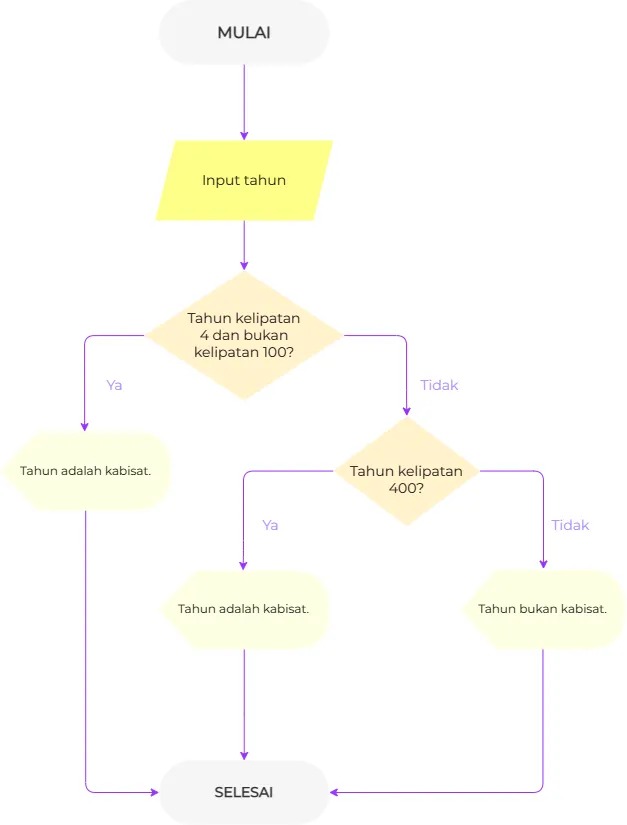 MULAI
Input tahun
Tahun kelipatan
4 dan bukan
kelipatan 100?
Ya
Tidak
Tahun adalah kabisat.
Tahun kelipatan
400?
Ya
Tidak
Tahun adalah kabisat.
Tahun bukan kabisat.
SELESAI